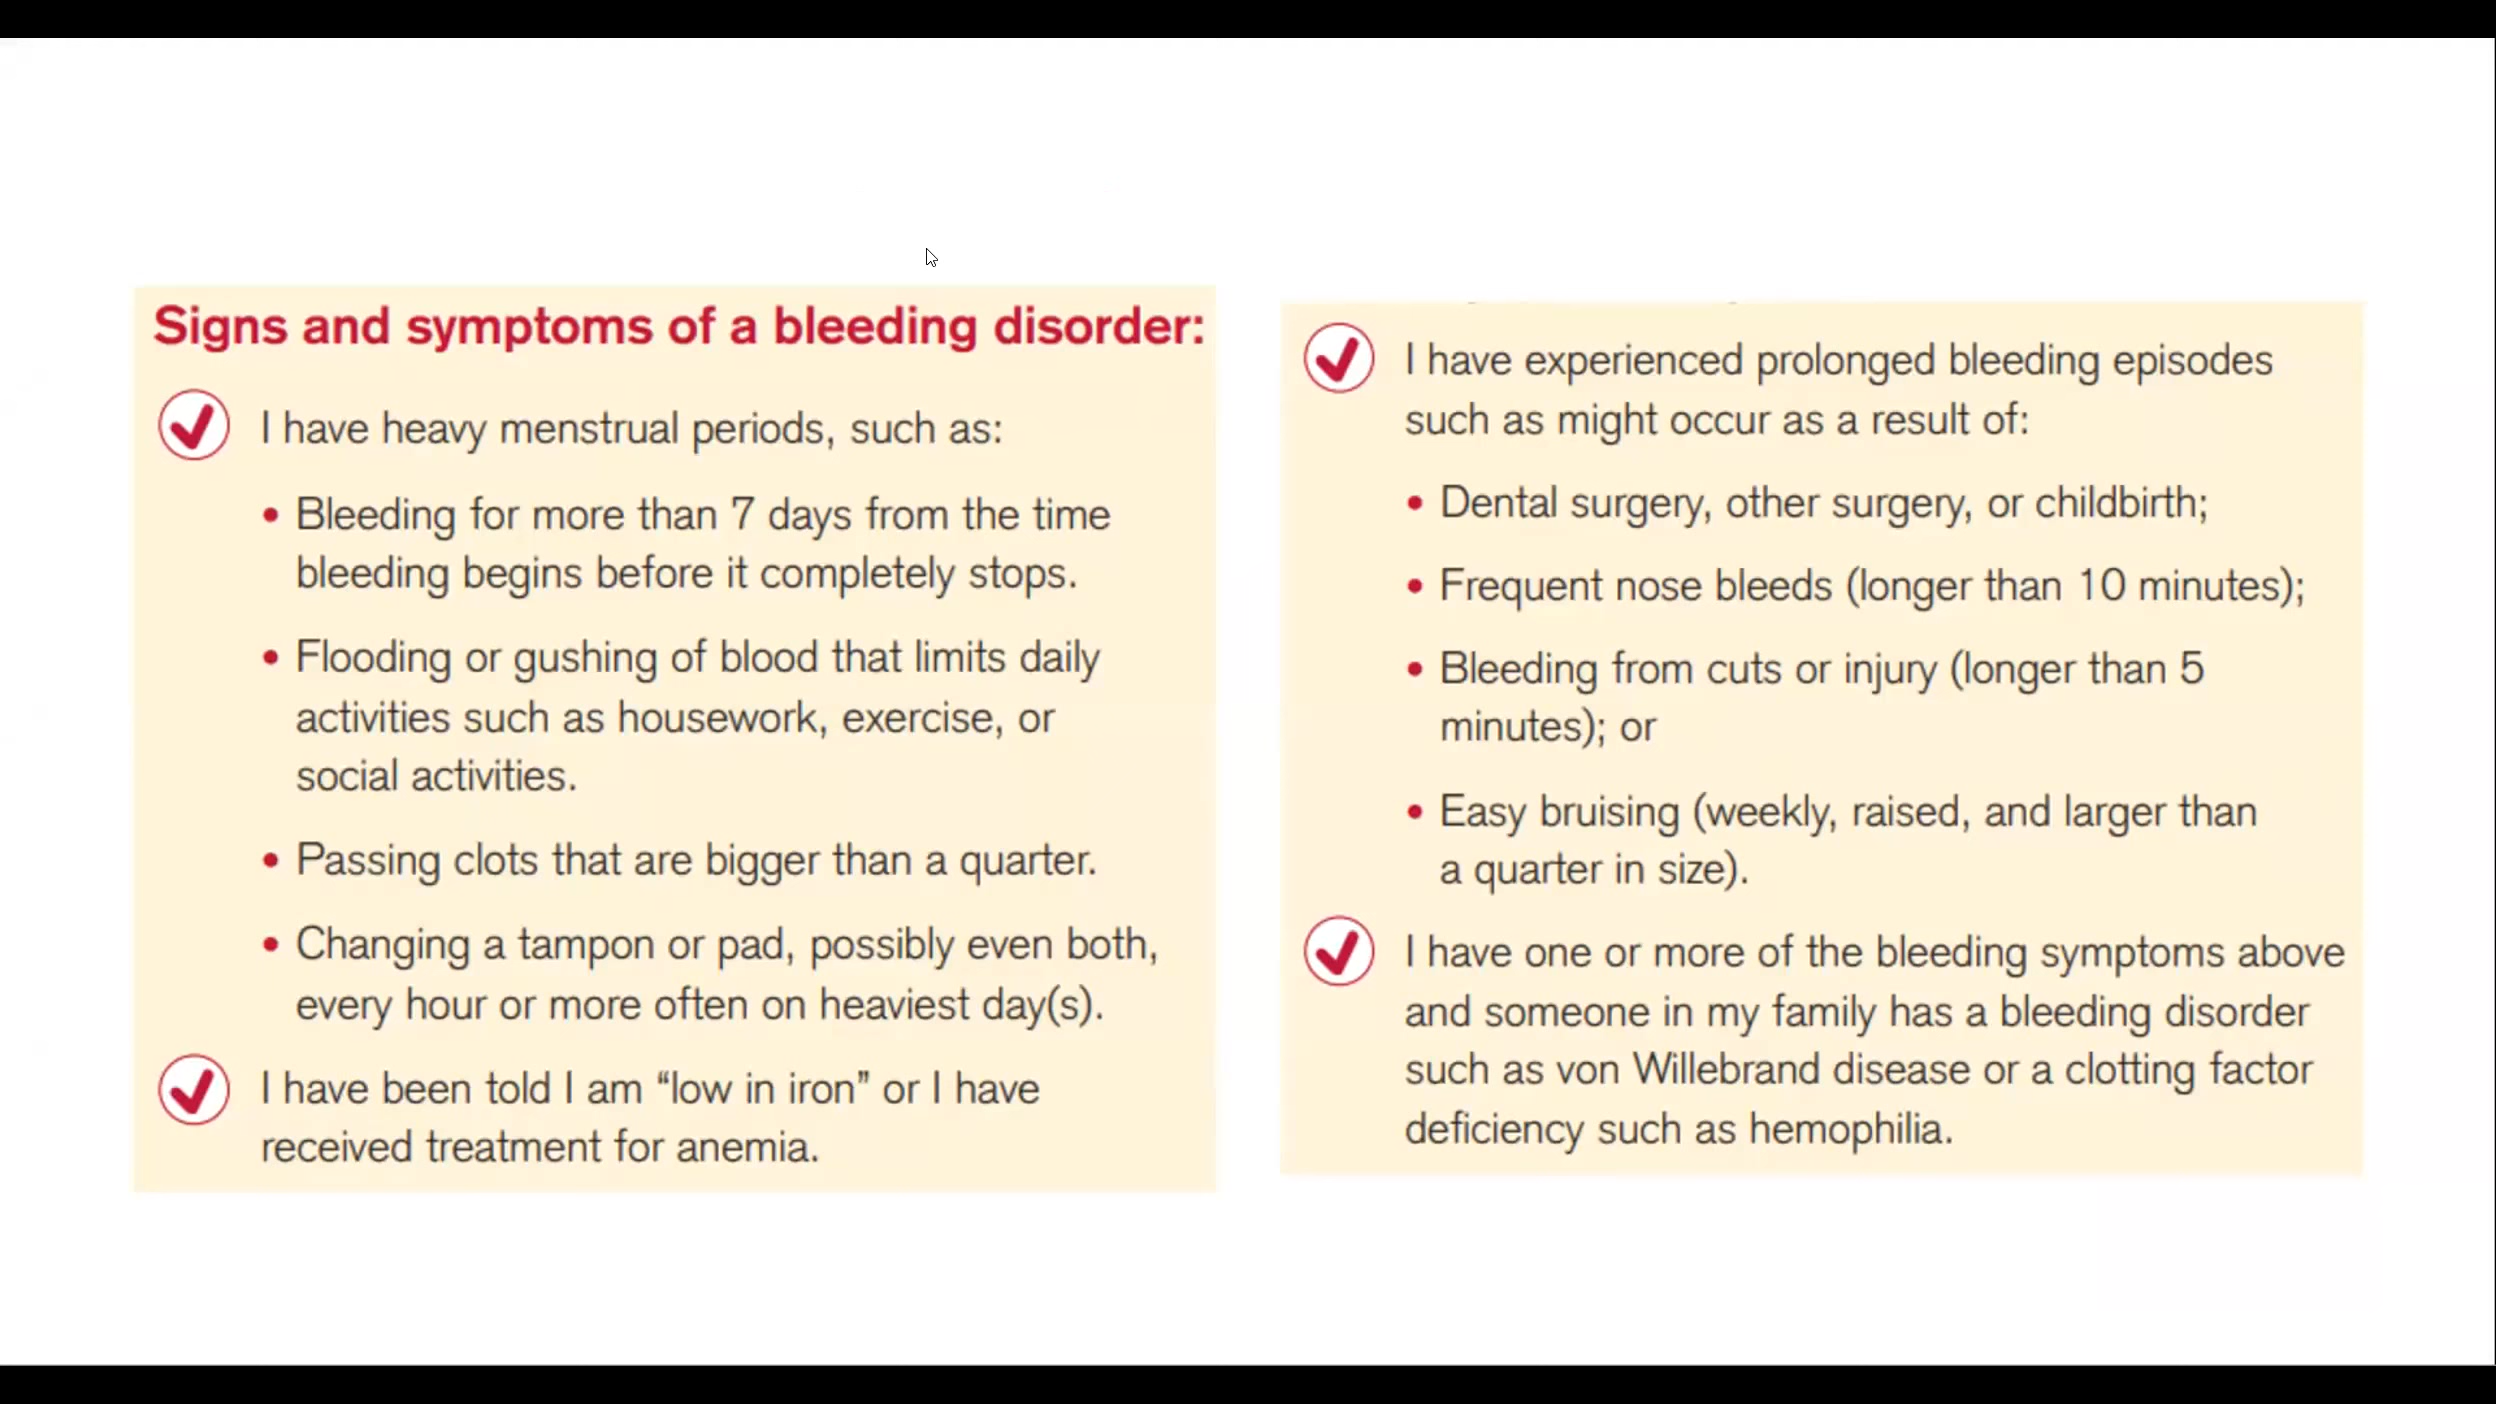 Signs and symptoms of a bleeding disorder:
I have heavy menstrual periods, such as:
• Bleeding for more than 7 days from the time
bleeding begins before it completely stops.
• Flooding or gushing of blood that limits daily
activities such as housework, exercise, or
social activities.
• Passing clots that are bigger than a quarter.
• Changing a tampon or pad, possibly even both,
every hour or more often on heaviest day(s).
I have been told I am “low in iron” or I have
received treatment for anemia.
I have experienced prolonged bleeding episodes
such as might occur as a result of:
• Dental surgery, other surgery, or childbirth;
• Frequent nose bleeds (longer than 10 minutes);
• Bleeding from cuts or injury (longer than 5
minutes); or
• Easy bruising (weekly, raised, and larger than
a quarter in size).
I have one or more of the bleeding symptoms above
and someone in my family has a bleeding disorder
such as von Willebrand disease or a clotting factor
deficiency such as hemophilia.